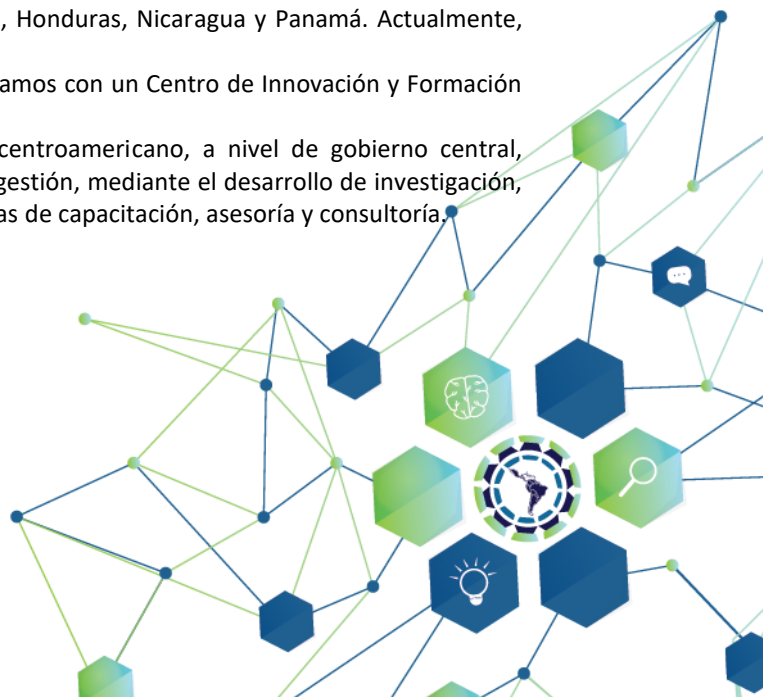 , Honduras, Nicaragua y Panamá. Actualmente,
amos con un Centro de Innovación y Formación
centroamericano, a nivel de gobierno central,
gestión, mediante el desarrollo de investigación,
as de capacitación, asesoría y consultoría.